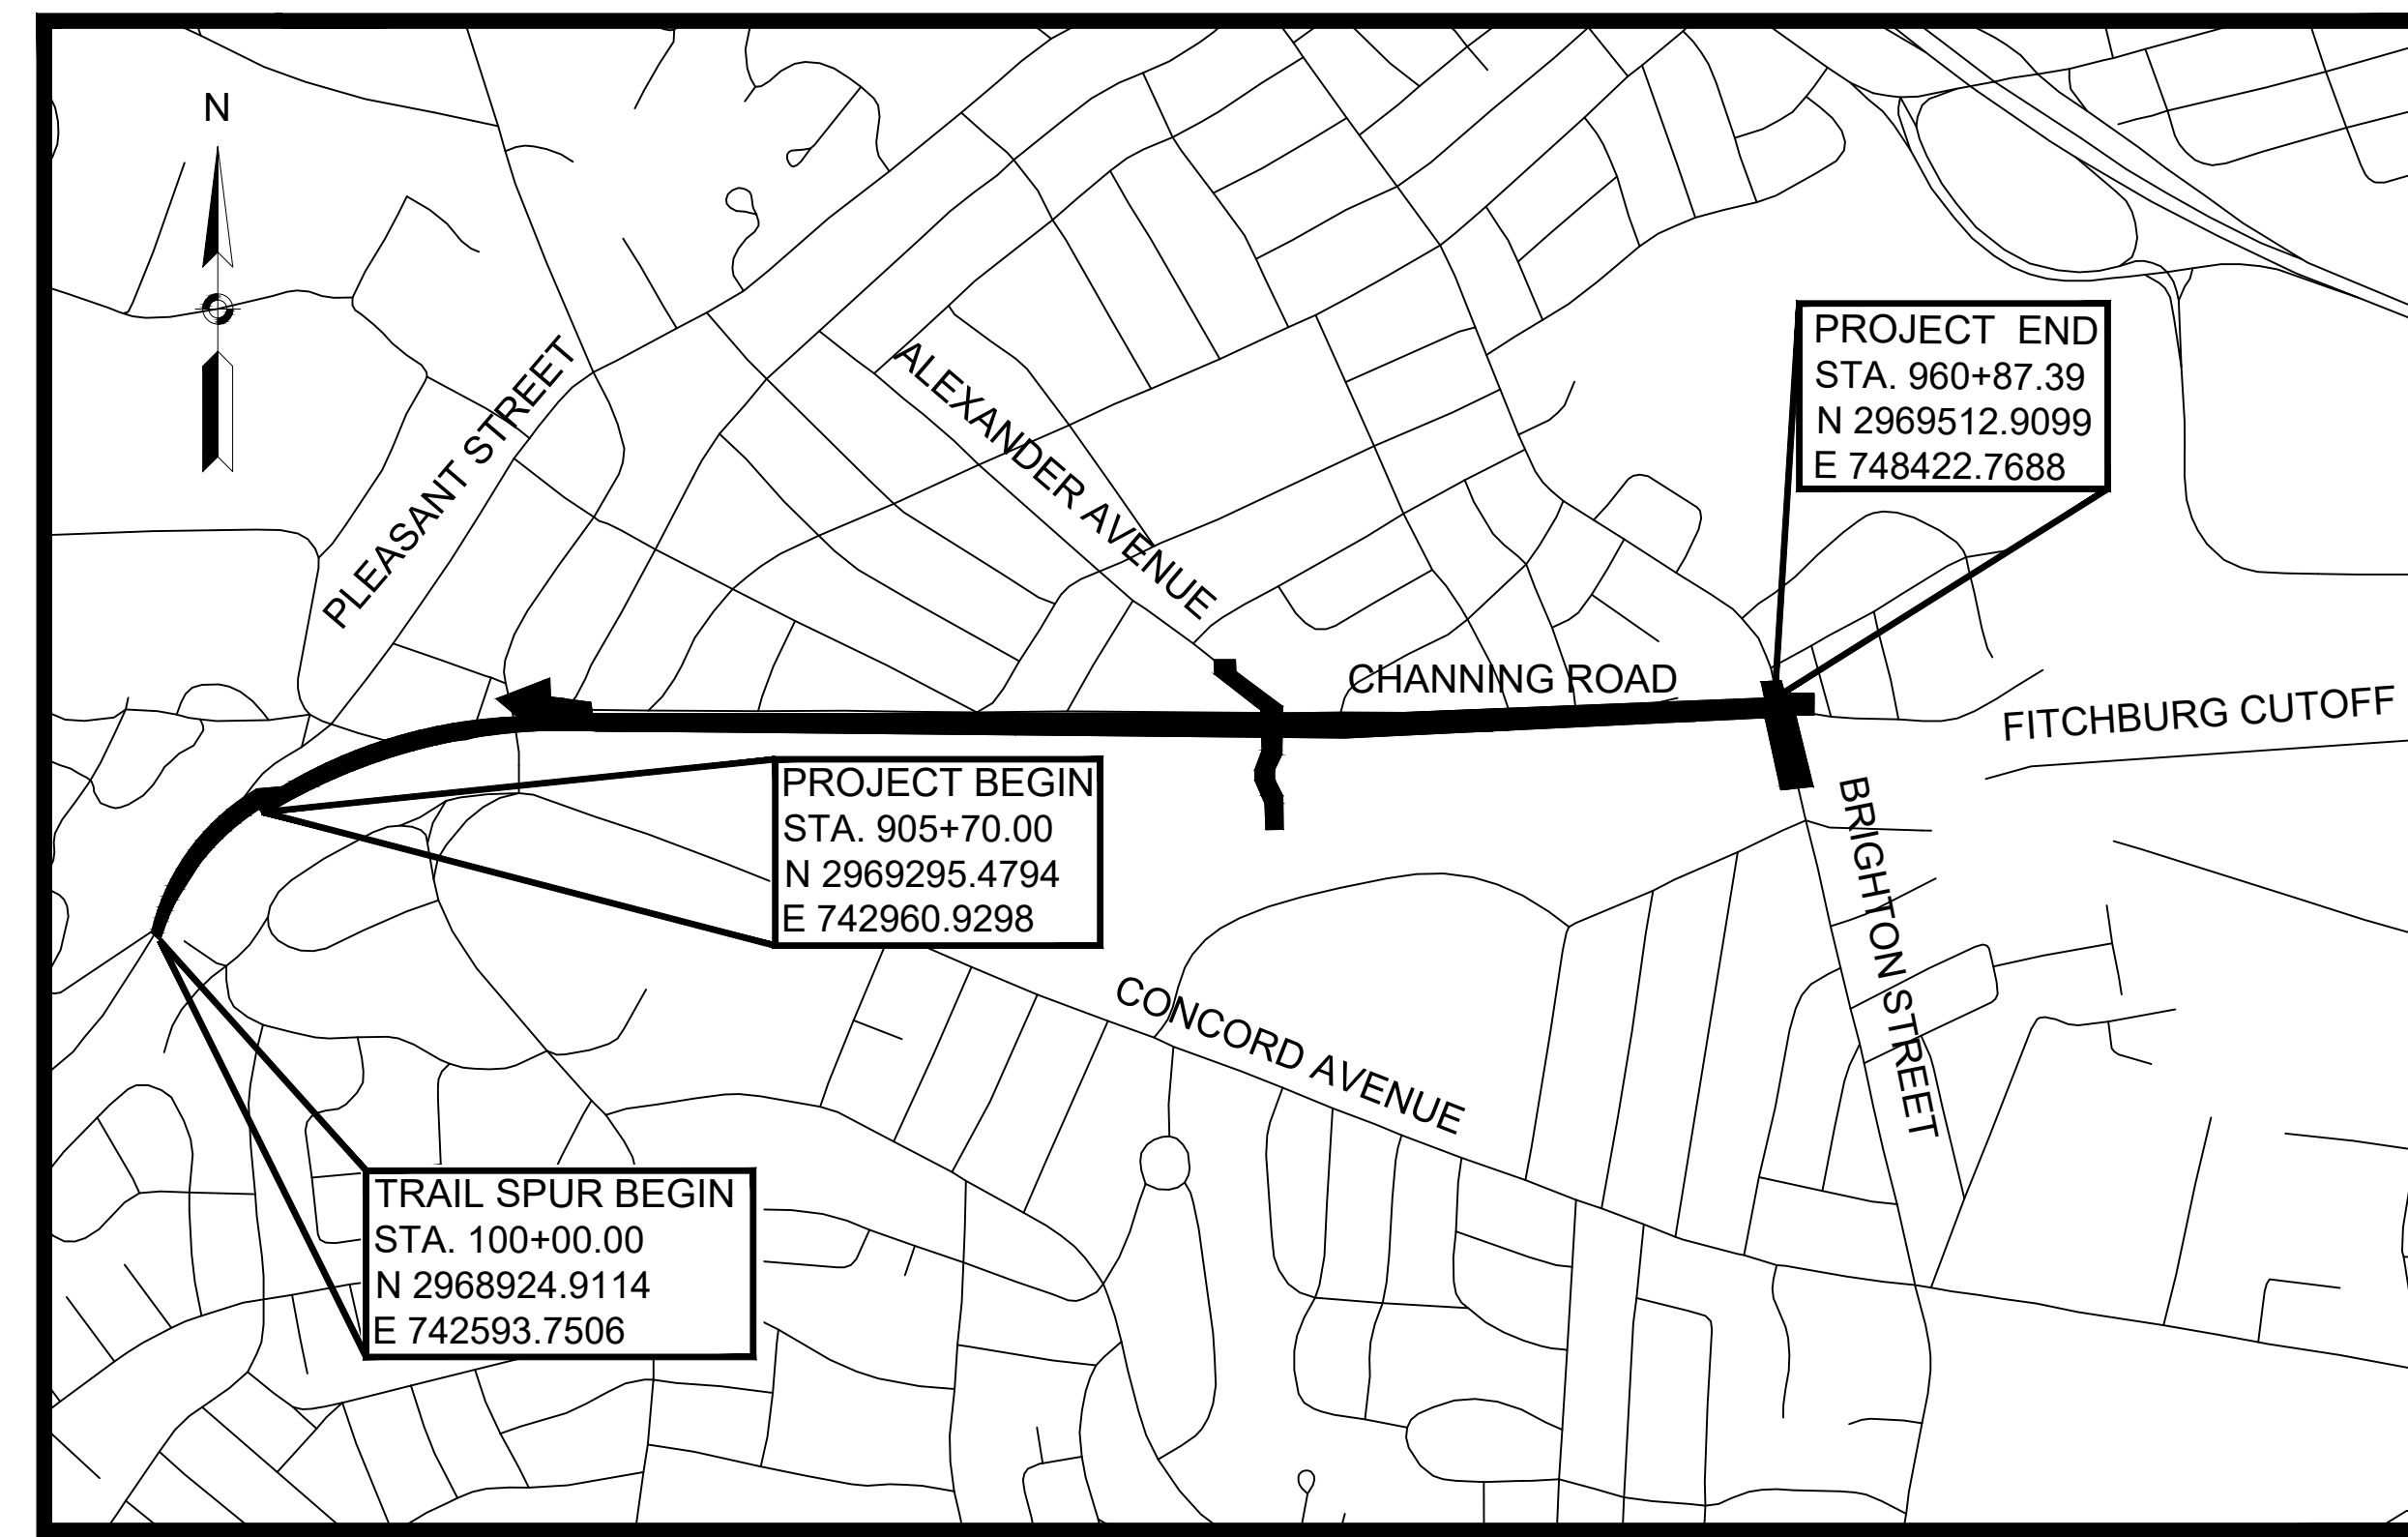 N
PLEASANT STREET
ALEXANDER AVENUE
PROJECT END
STA. 960+87.39
N 2969512.9099
E 748422.7688
CHANNING ROAD
FITCHBURG CUTOFF
PROJECT BEGIN
STA. 905+70.00
N 2969295.4794
E 742960.9298
BRIGHTON STREET
CONCORD AVENUE
TRAIL SPUR BEGIN
STA. 100+00.00
N 2968924.9114
E 742593.7506